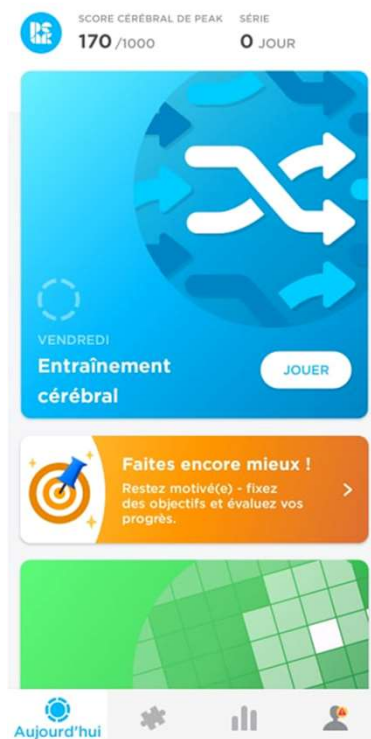 PEAK
SCORE CÉRÉBRAL DE PEAK
SÉRIE
170 /1000
0 JOUR
VENDREDI
Entraînement
cérébral
JOUER
Faites encore mieux !
Restez motivé(e) - fixez
des objectifs et évaluez vos
progrès.
Aujourd'hui